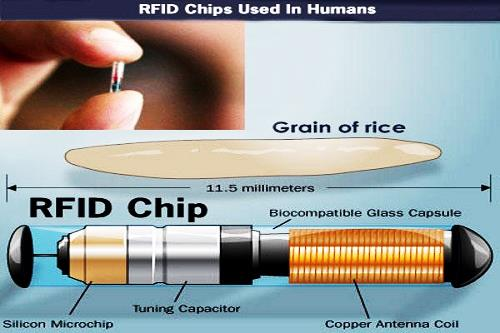 RFID Chips Used In Humans
Grain of rice
11.5 millimeters
RFID Chip
Biocompatible Glass Capsule
Tuning Capacitor
Silicon Microchip
Copper Antenna Coil